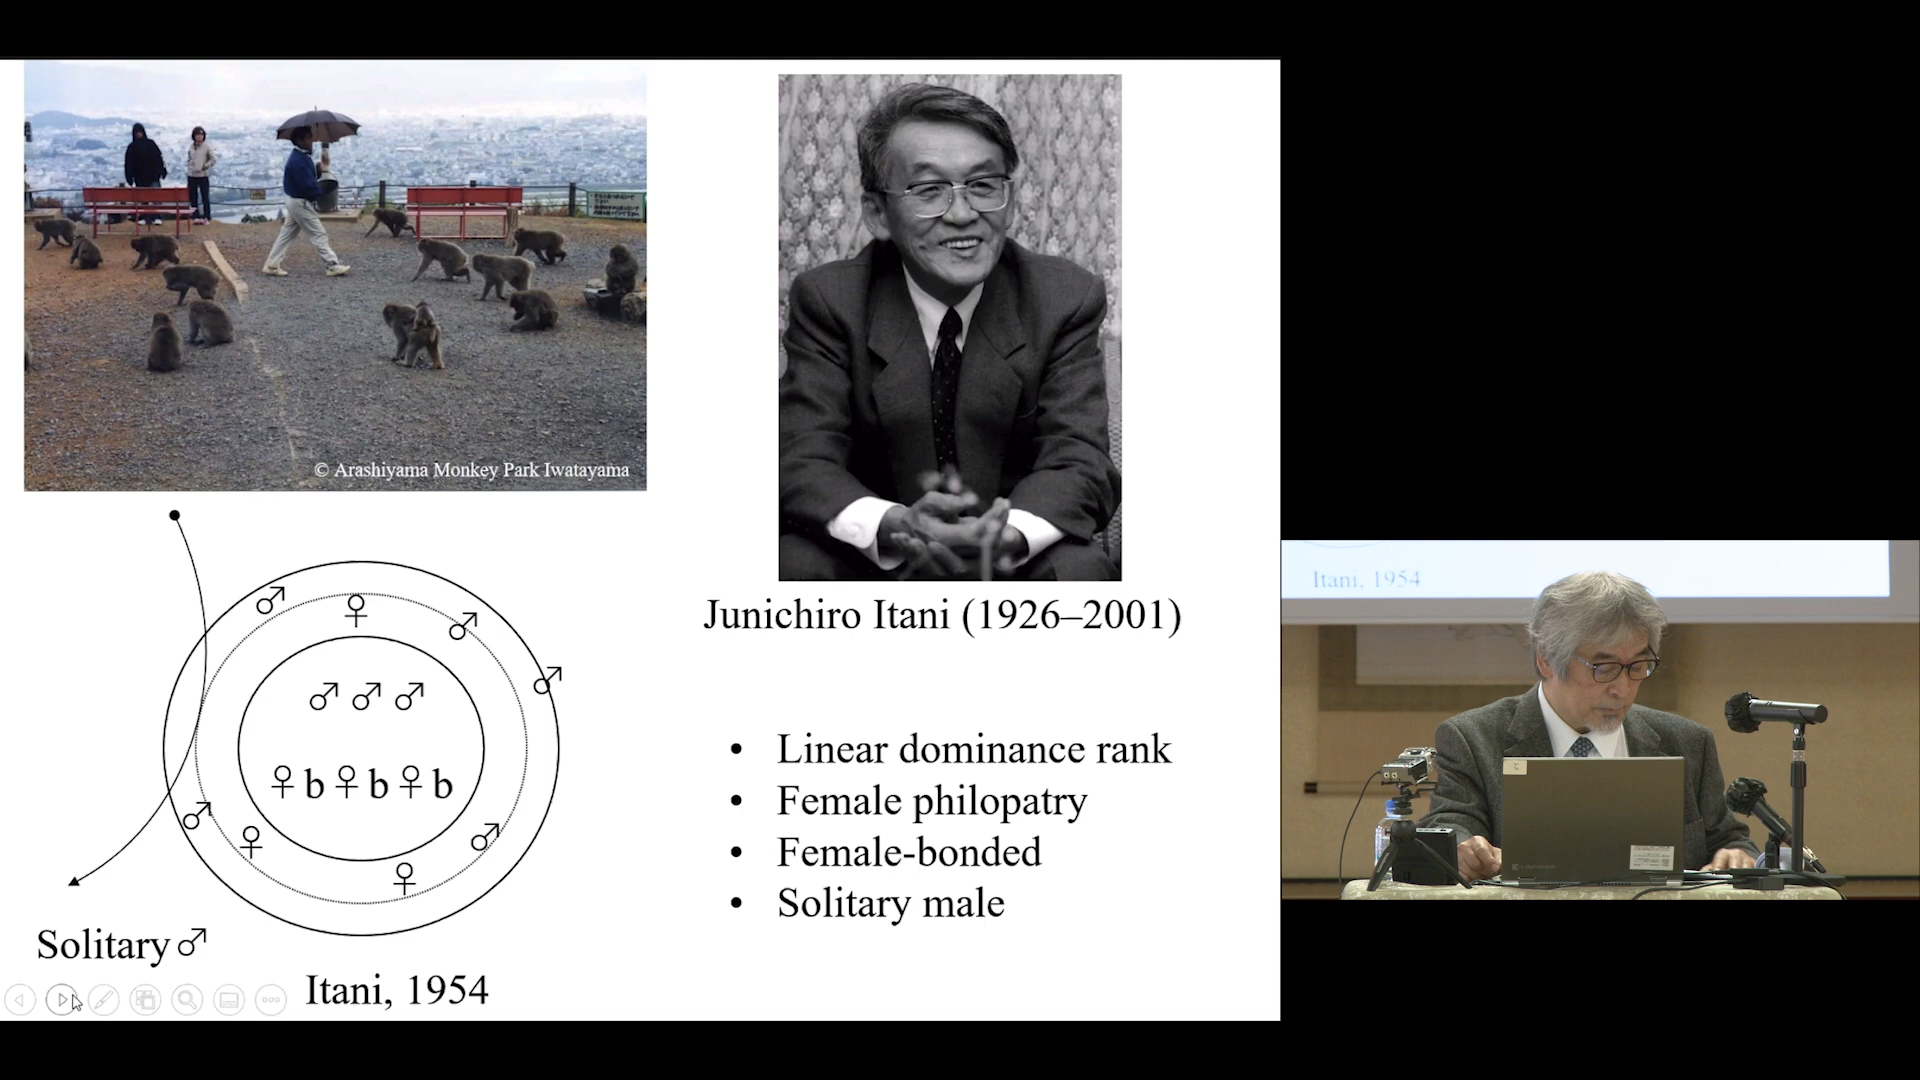 © Arashiyama Monkey Park Iwatayama
Junichiro Itani (1926–2001)
♂ ♀ ♂
♂
♂ ♂ ♂
♀ b ♀ b ♀ b
♂ ♀ ♂
♀
Solitary ♂
Itani, 1954
• Linear dominance rank
• Female philopatry
• Female-bonded
• Solitary male
Itani, 1954